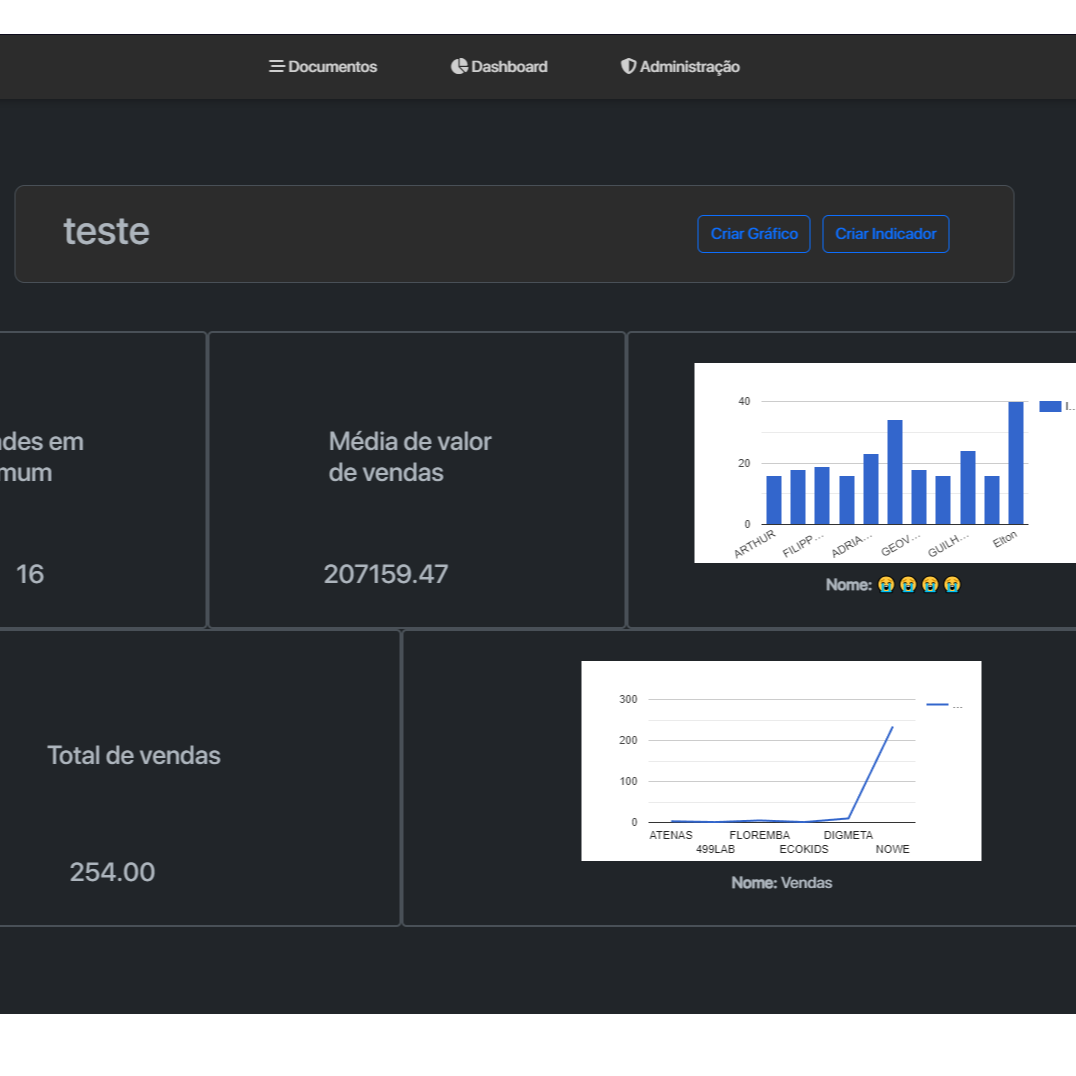 Documentos
Dashboard
Administração
teste
Criar Gráfico
Criar Indicador
des em
mum
16
Média de valor
de vendas
207159.47
40
20
0
I...
ARTHUR
FILIPP…
ADRIA…
GEOV…
GUILH…
Elton
Nome: 😭 😭 😭 😭
Total de vendas
254.00
300
200
100
0
...
ATENAS
FLOREMBA
DIGMETA
499LAB
ECOKIDS
NOWE
Nome: Vendas